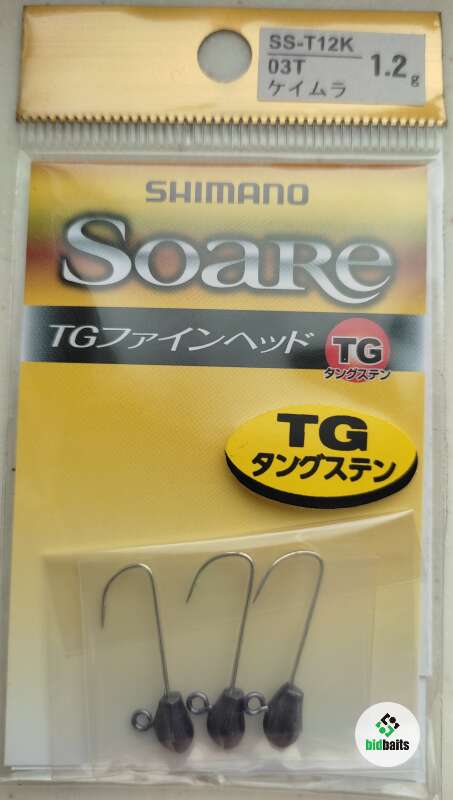 SS-T12K
03T
1.2g
ケイムラ
SHIMANO
SOARE
TGファインヘッド
TG
タングステン
TG
タングステン
bidbaits